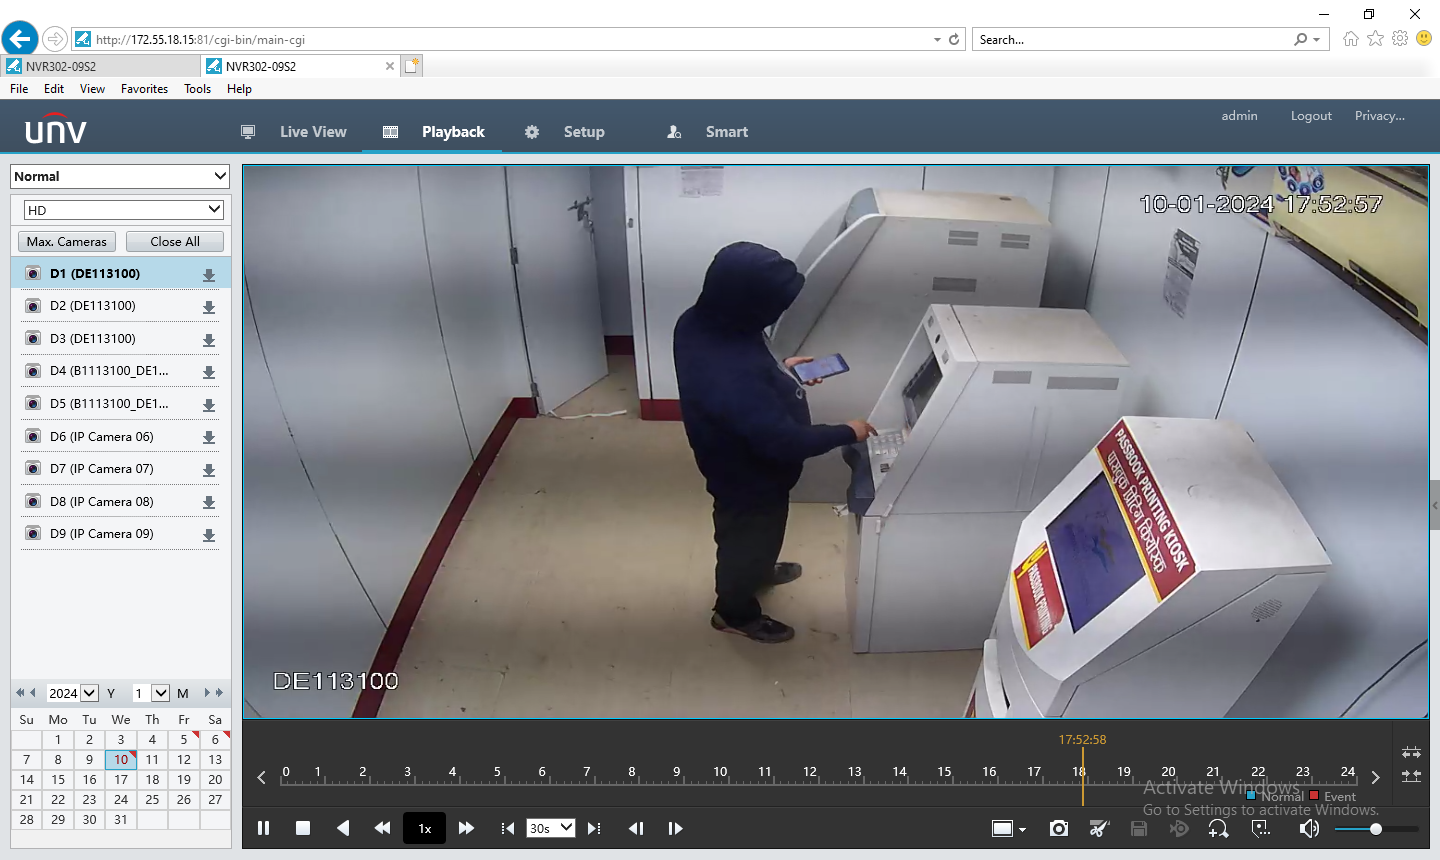 http://172.55.18.15:81/cgi-bin/main-cgi
Search...
NVR302-09S2
NVR302-09S2
File Edit View Favorites Tools Help
unv
Live View
Playback
Setup
Smart
admin
Logout
Privacy...
Normal
HD
Max. Cameras
Close All
D1 (DE113100)
D2 (DE113100)
D3 (DE113100)
D4 (B1113100_DE1...
D5 (B1113100_DE1...
D6 (IP Camera 06)
D7 (IP Camera 07)
D8 (IP Camera 08)
D9 (IP Camera 09)
10-01-2024 17:52:57
PASSBOOK PRINTING KIOSK
पासबुक प्रिंटिंग कियोस्क
PASSBOOK PRINTING
DE113100
2024 Y 1 M
Su Mo Tu We Th Fr Sa
1 2 3 4 5 6
7 8 9 10 11 12 13
14 15 16 17 18 19 20
21 22 23 24 25 26 27
28 29 30 31
17:52:58
0 1 2 3 4 5 6 7 8 9 10 11 12 13 14 15 16 17 18 19 20 21 22 23 24
Normal Event
Activate Windows
Go to Settings to activate Windows.
1x
30s